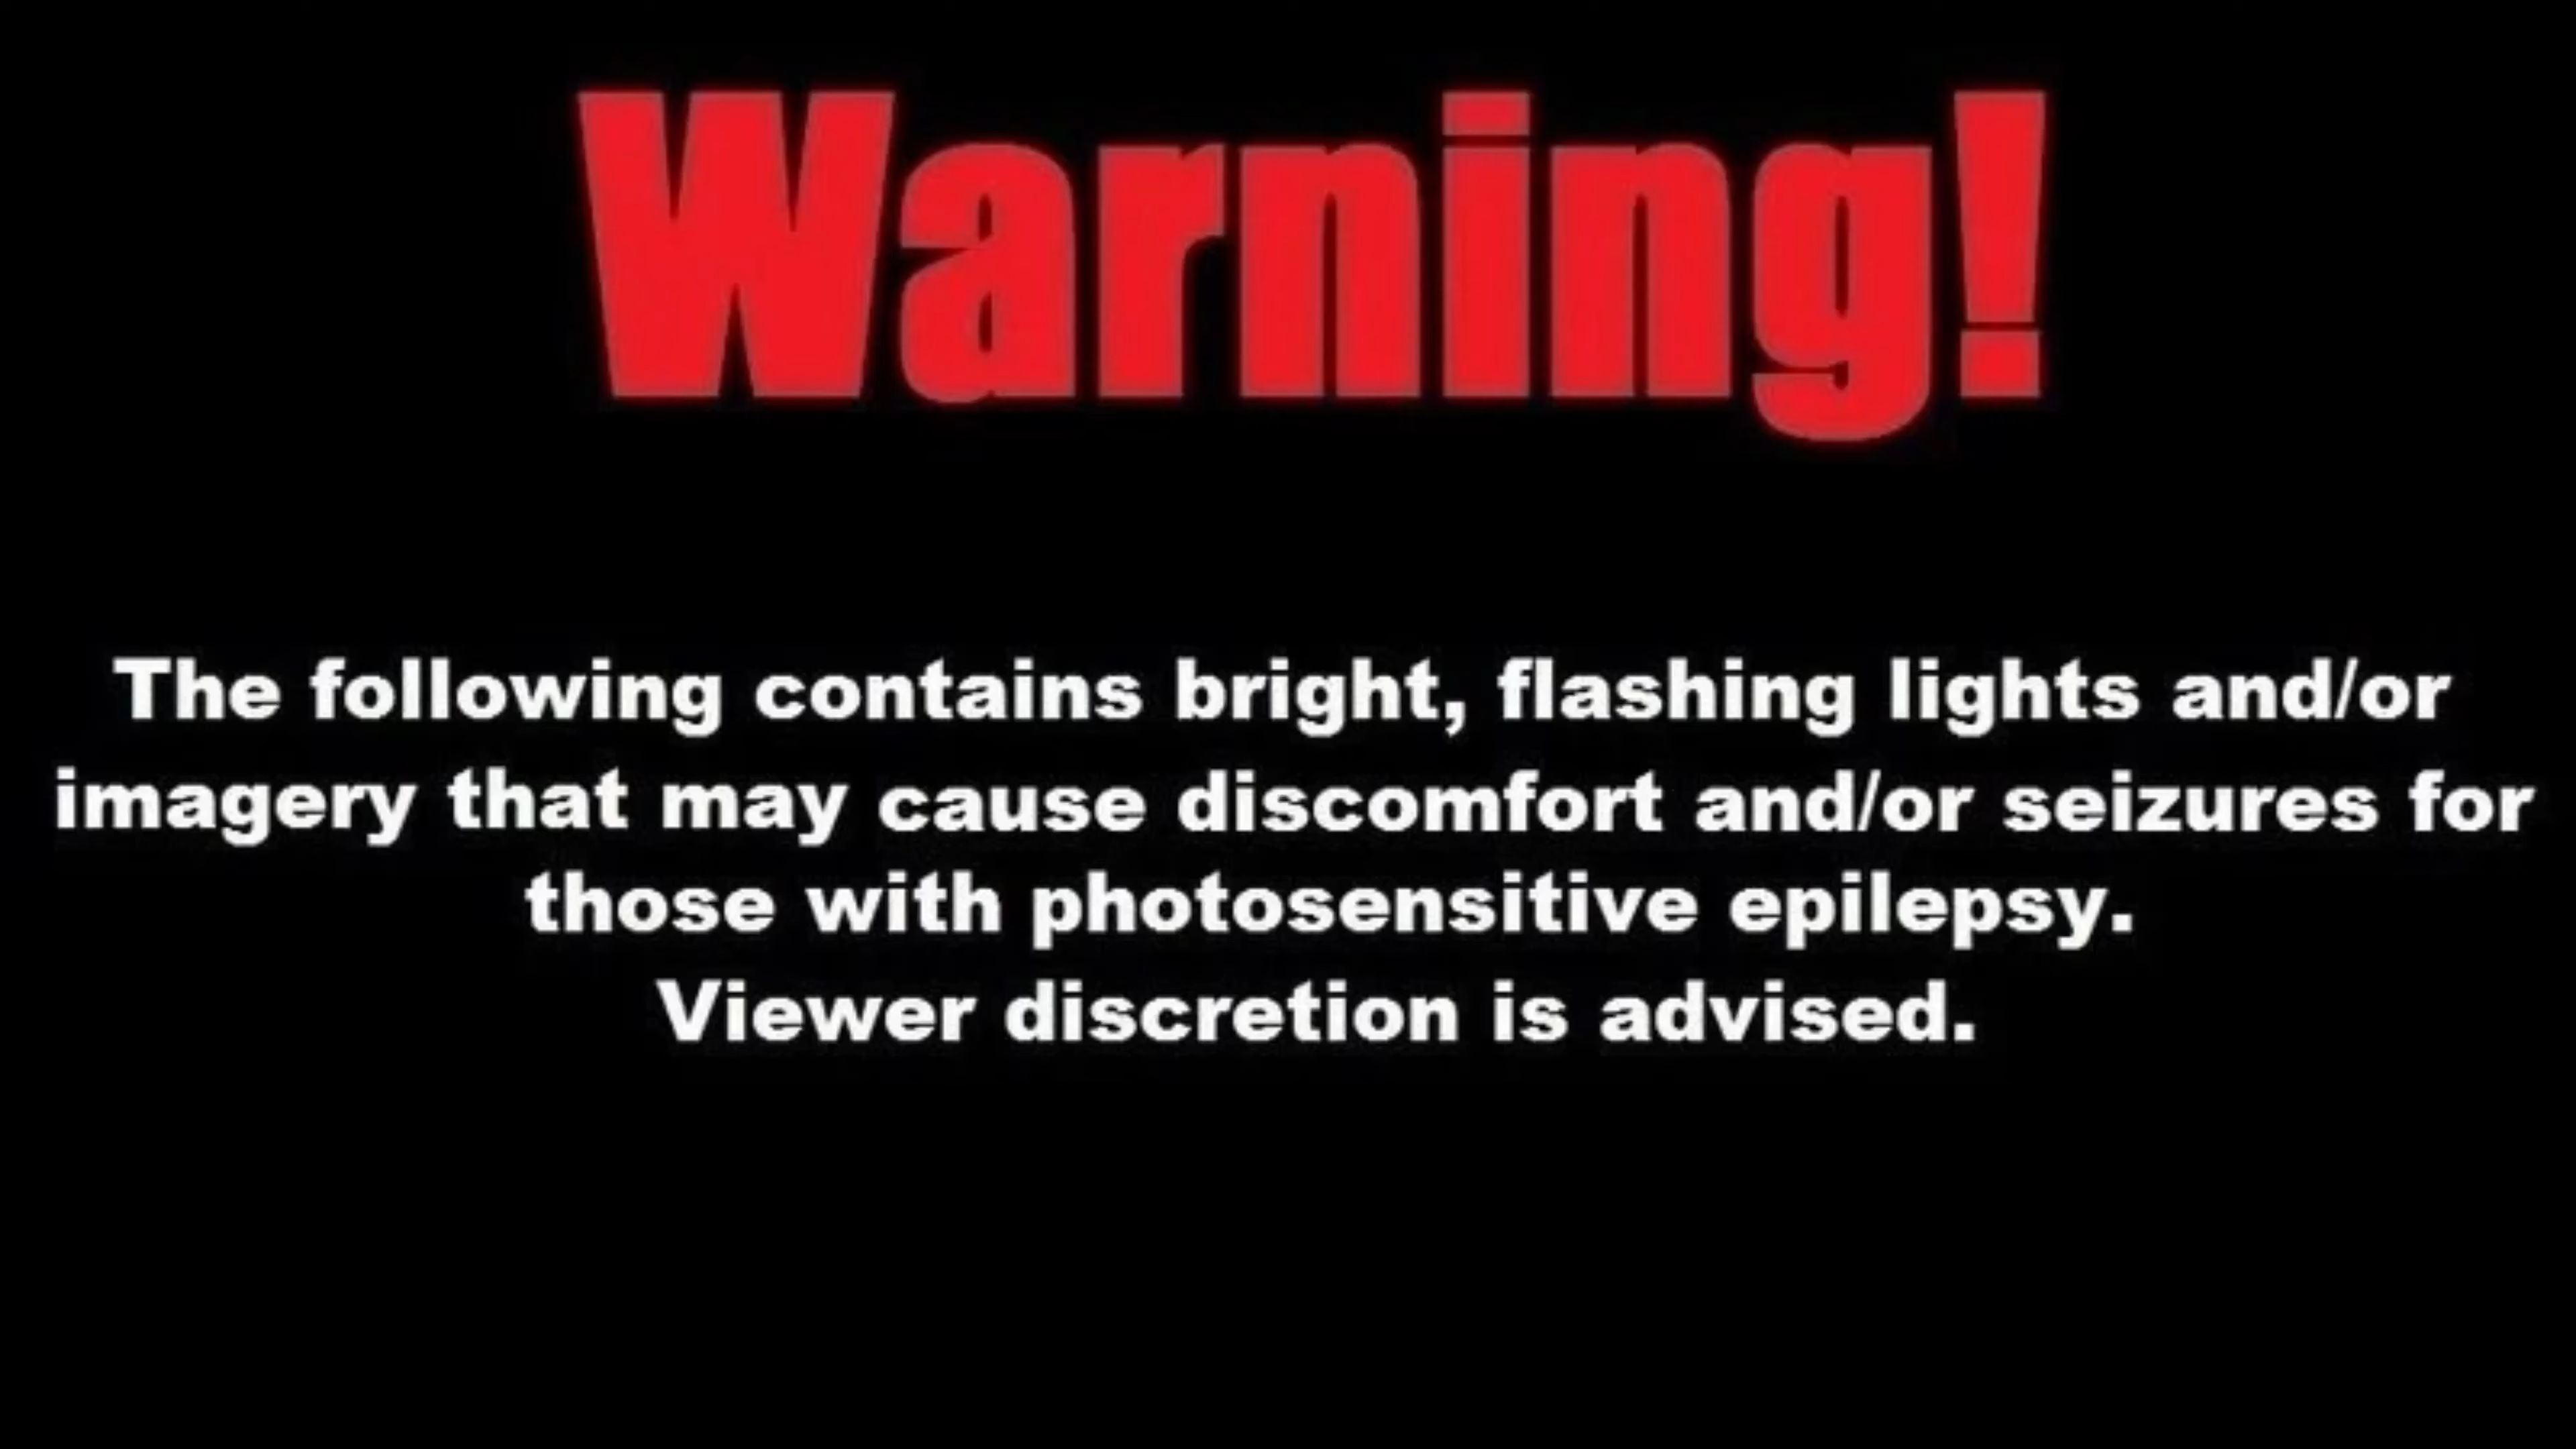 Warning!
The following contains bright, flashing lights and/or
imagery that may cause discomfort and/or seizures for
those with photosensitive epilepsy.
Viewer discretion is advised.